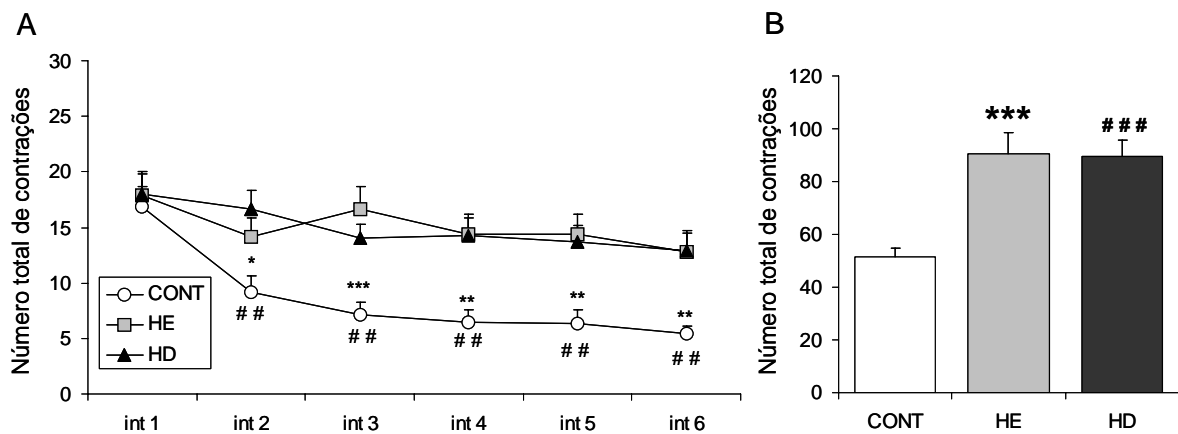 A
Número total de contrações
30
25
20
15
10
5
0
*
***
**
**
**
# #
# #
# #
# #
# #
CONT
HE
HD
int 1 int 2 int 3 int 4 int 5 int 6
B
Número total de contrações
120
100
80
60
40
20
0
***
# # #
CONT HE HD